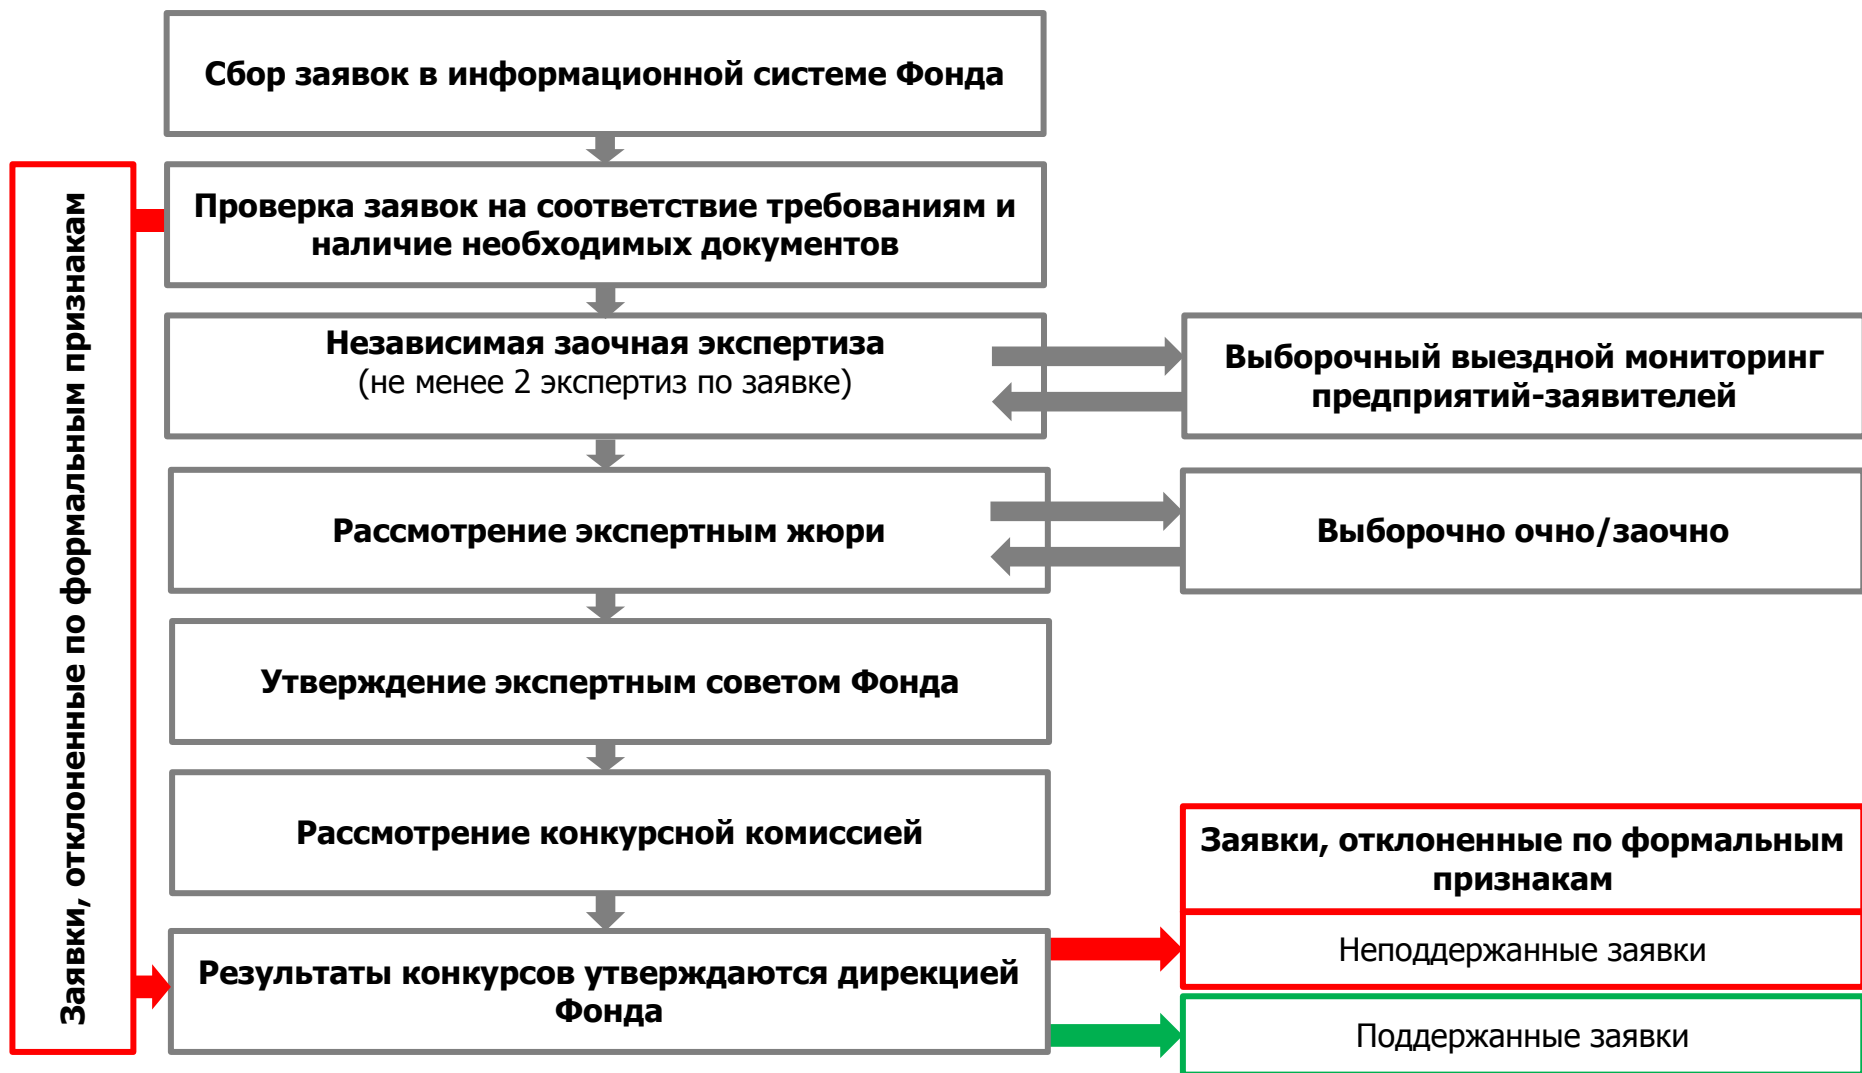 Сбор заявок в информационной системе Фонда
Заявки, отклоненные по формальным признакам
Проверка заявок на соответствие требованиям и
наличие необходимых документов
Независимая заочная экспертиза
(не менее 2 экспертиз по заявке)
Выборочный выездной мониторинг
предприятий-заявителей
Рассмотрение экспертным жюри
Выборочно очно/заочно
Утверждение экспертным советом Фонда
Рассмотрение конкурсной комиссией
Заявки, отклоненные по формальным
признакам
Неподдержанные заявки
Результаты конкурсов утверждаются дирекцией
Фонда
Поддержанные заявки